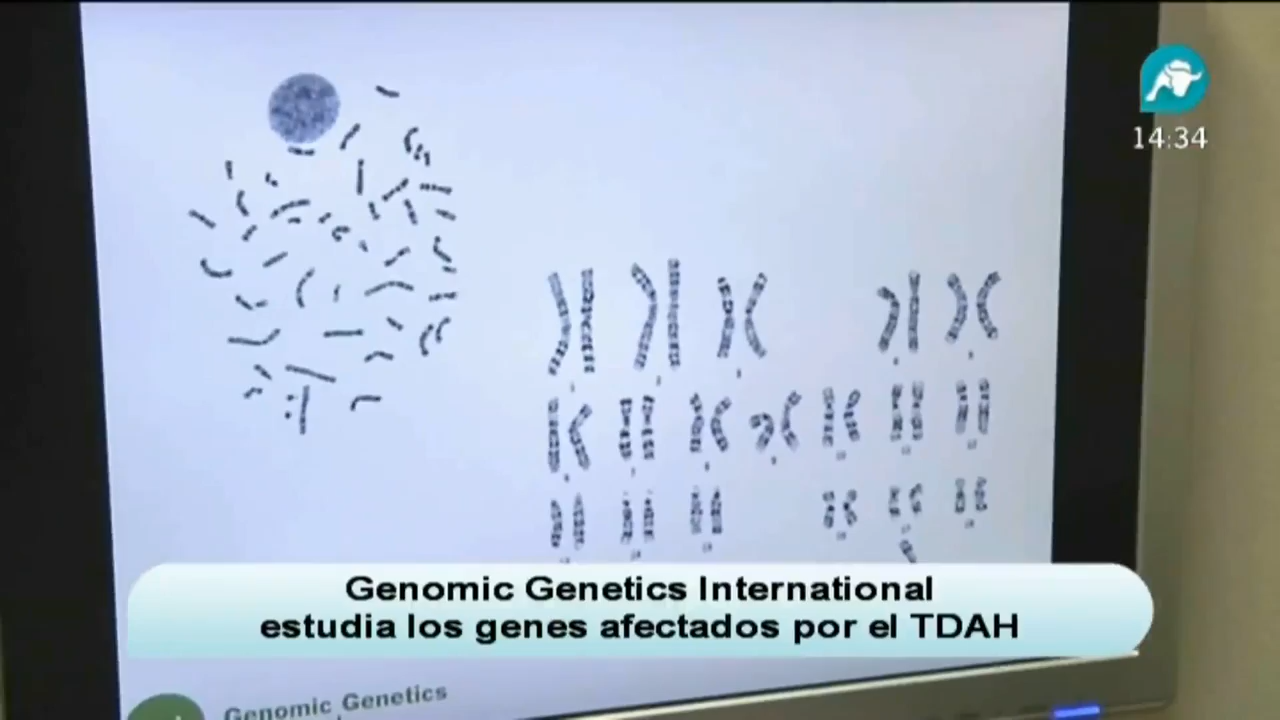 14:34
Genomic Genetics International
estudia los genes afectados por el TDAH
Genomic Genetics